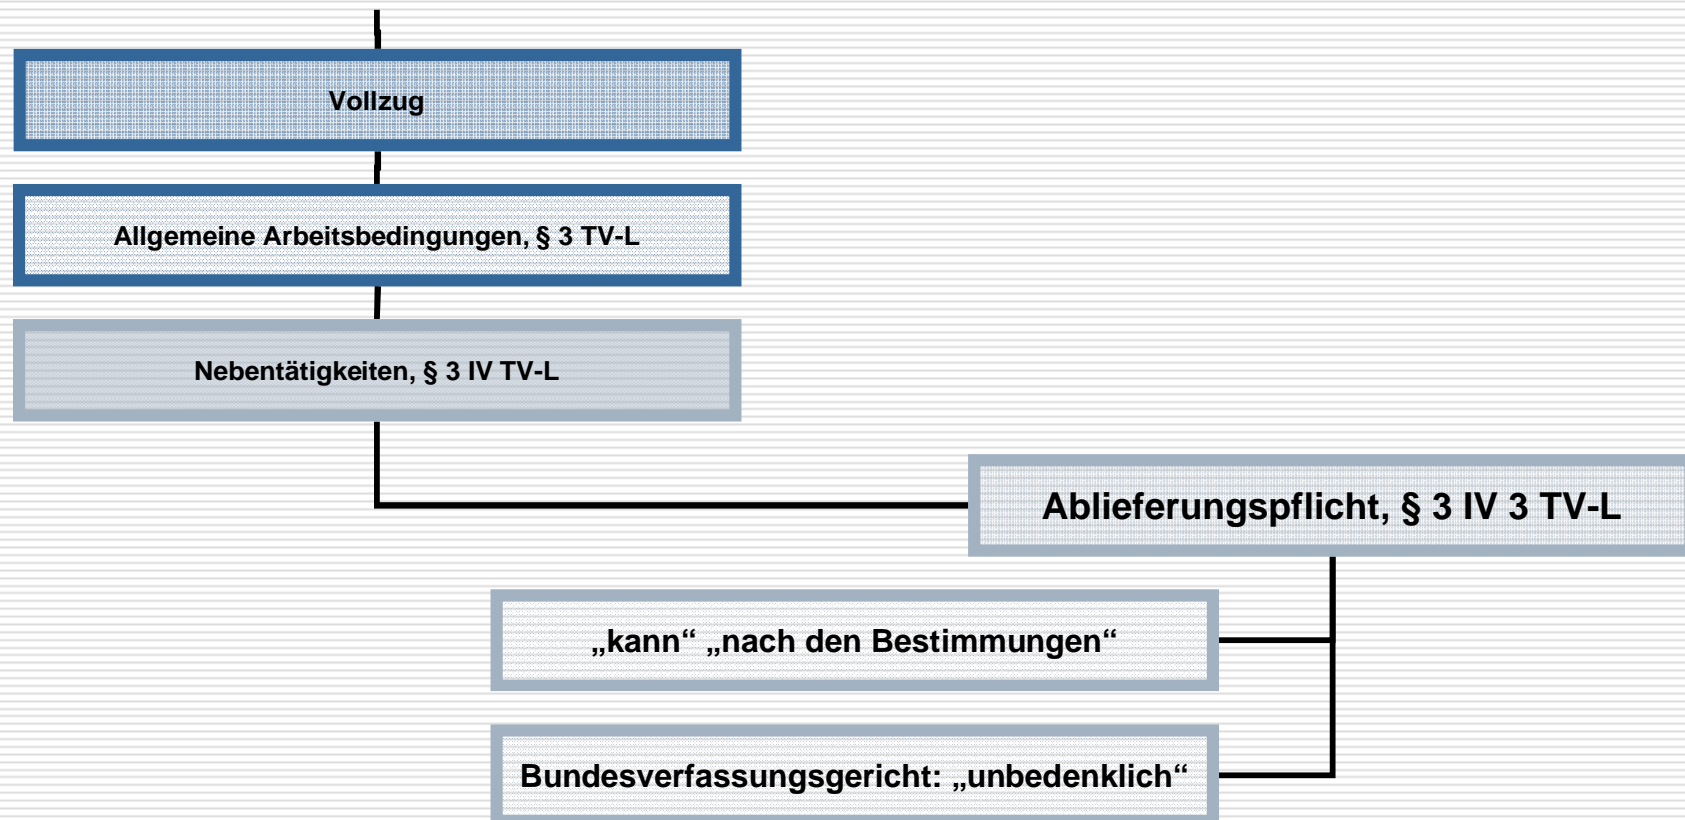 Vollzug
Allgemeine Arbeitsbedingungen, § 3 TV-L
Nebentätigkeiten, § 3 IV TV-L
Ablieferungspflicht, § 3 IV 3 TV-L
„kann“ „nach den Bestimmungen“
Bundesverfassungsgericht: „unbedenklich“